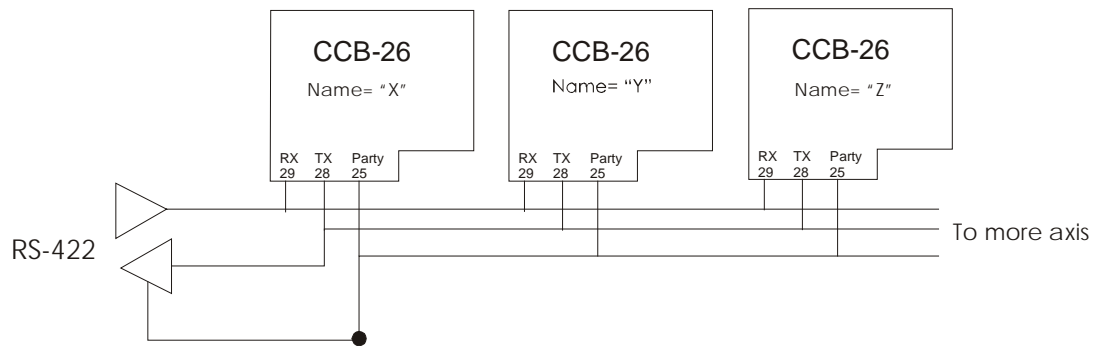 CCB-26
Name= “X”
RX TX Party
29 28 25
CCB-26
Name= “Y”
RX TX Party
29 28 25
CCB-26
Name= “Z”
RX TX Party
29 28 25
RS-422
To more axis